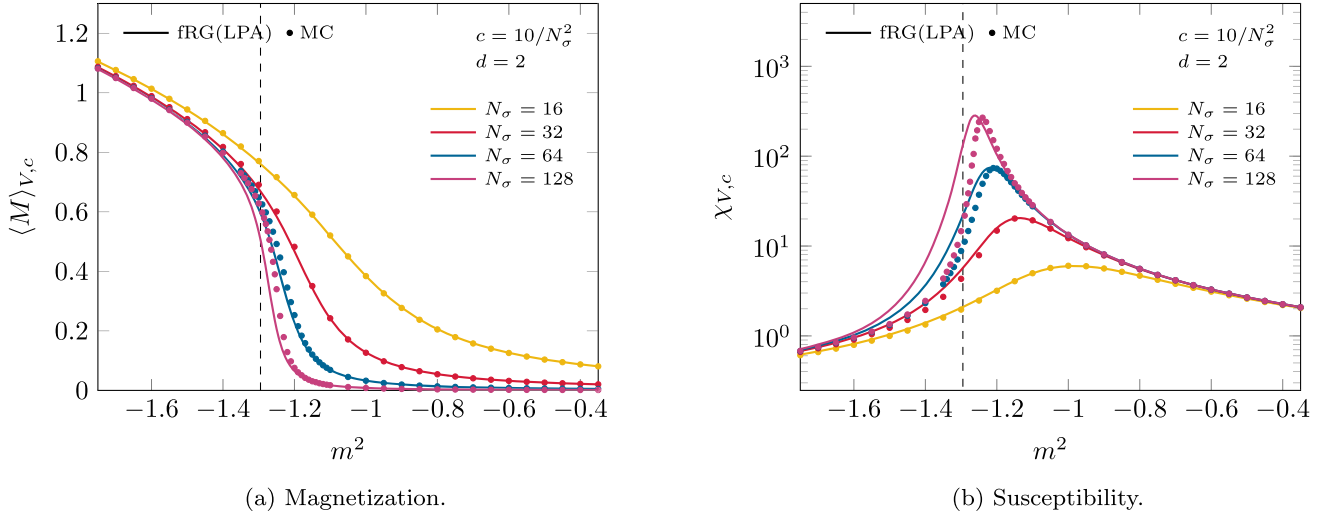 1.2
1
0.8
0.6
0.4
0.2
0
⟨M⟩V,c
fRG(LPA) MC
c = 10/N_σ^2
d = 2
N_σ = 16
N_σ = 32
N_σ = 64
N_σ = 128
−1.6 −1.4 −1.2 −1 −0.8 −0.6 −0.4
m^2
(a) Magnetization.
10^3
10^2
10^1
10^0
χV,c
fRG(LPA) MC
c = 10/N_σ^2
d = 2
N_σ = 16
N_σ = 32
N_σ = 64
N_σ = 128
−1.6 −1.4 −1.2 −1 −0.8 −0.6 −0.4
m^2
(b) Susceptibility.